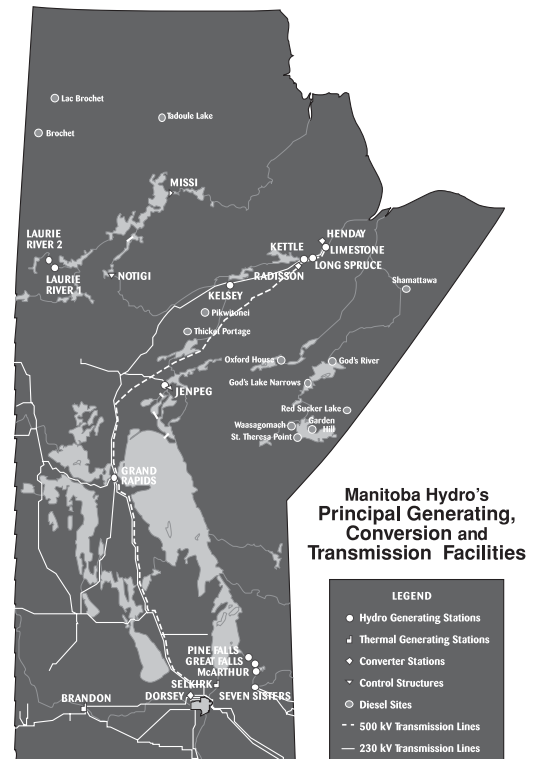 Lac Brochet
Tadoule Lake
Brochet
MISSI
LAURIE
RIVER 2
LAURIE
RIVER 1
NOTIGI
HENDAY
KETTLE
LIMESTONE
LONG SPRUCE
RADISSON
KELSEY
Shamattawa
Pikwitonei
Thicket Portage
Oxford House
God's River
God's Lake Narrows
JENPEG
Red Sucker Lake
Garden
Hill
Waasagomach
St. Theresa Point
GRAND
RAPIDS
Manitoba Hydro's
Principal Generating,
Conversion and
Transmission Facilities
LEGEND
Hydro Generating Stations
Thermal Generating Stations
Converter Stations
Control Structures
Diesel Sites
500 kV Transmission Lines
230 kV Transmission Lines
PINE FALLS
GREAT FALLS
McARTHUR
SELKIRK
SEVEN SISTERS
DORSEY
BRANDON